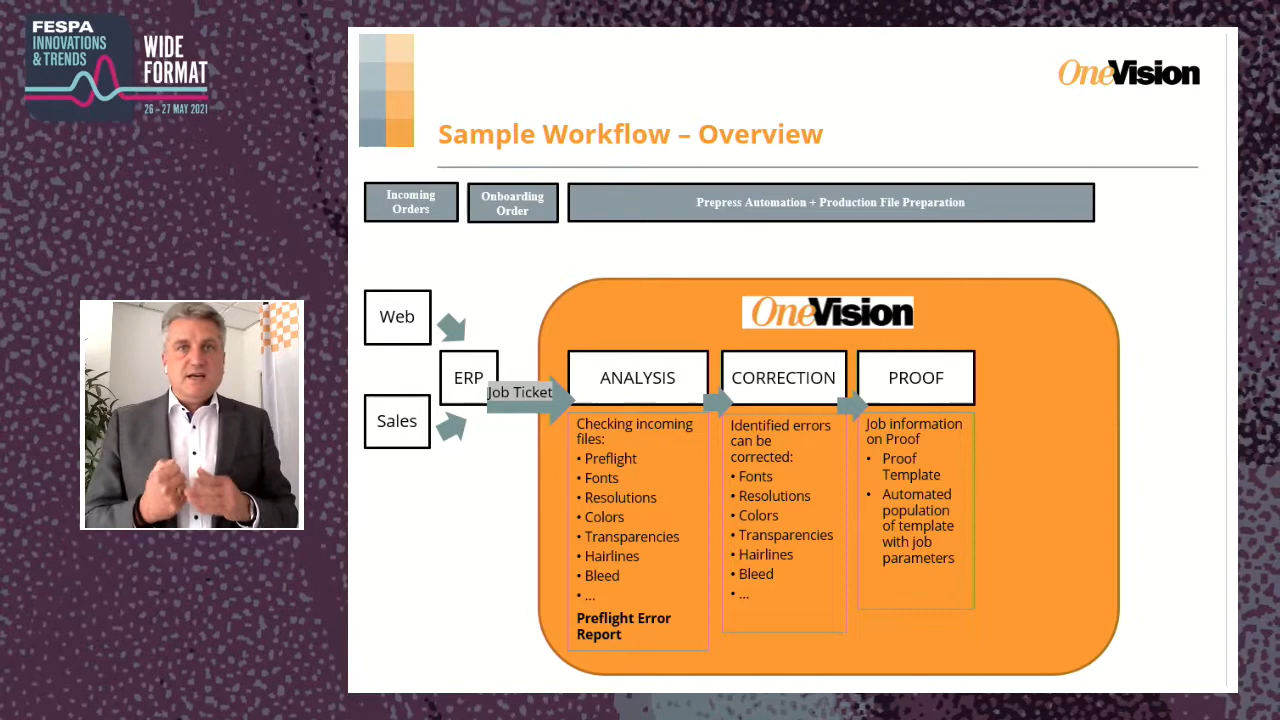 FESPA
INNOVATIONS
& TRENDS
WIDE
FORMAT
26 – 27 MAY 2021
OneVision
Sample Workflow – Overview
Incoming
Orders
Onboarding
Order
Prepress Automation + Production File Preparation
OneVision
Web
Sales
ERP
Job Ticket
ANALYSIS
Checking incoming
files:
• Preflight
• Fonts
• Resolutions
• Colors
• Transparencies
• Hairlines
• Bleed
• ...
Preflight Error
Report
CORRECTION
Identified errors
can be
corrected:
• Fonts
• Resolutions
• Colors
• Transparencies
• Hairlines
• Bleed
• ...
PROOF
Job information
on Proof
• Proof
Template
• Automated
population
of template
with job
parameters